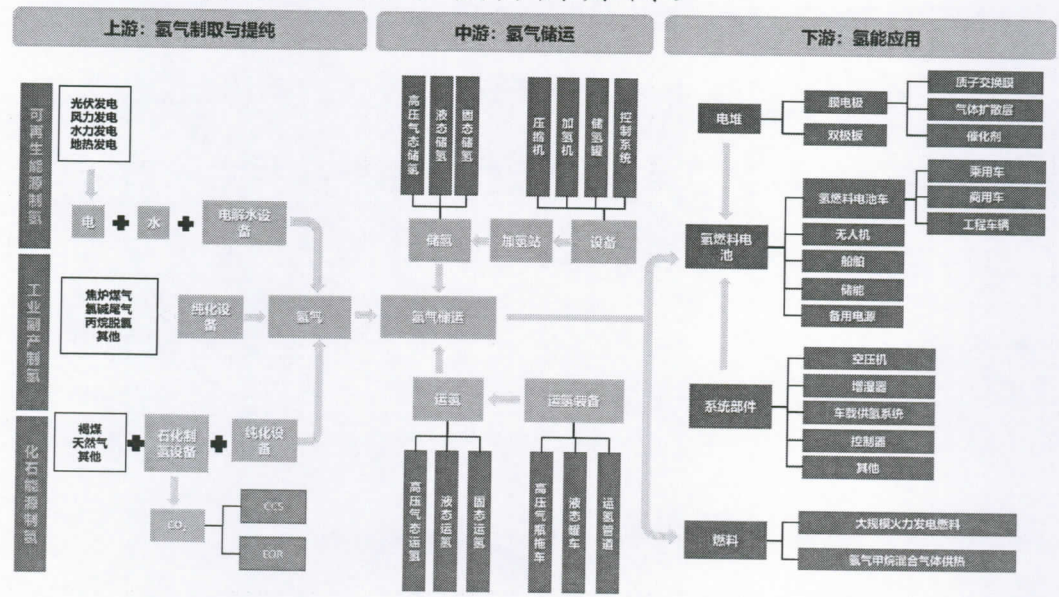 上游：氢气制取与提纯
中游：氢气储运
下游：氢能应用
可再生能源制氢
光伏发电
风力发电
水力发电
地热发电
电
水
电解水设
备
工业副产制氢
焦炉煤气
氯碱尾气
丙烷脱氢
其他
纯化设
备
氢气
化石能源制氢
褐煤
天然气
其他
石化制
氢设备
纯化设
备
CO₂
CCS
EOR
高压气态储氢
液态储氢
固态储氢
压缩机
加氢机
储氢罐
控制系统
储氢
加氢站
设备
氢气储运
运氢
运氢装备
高压气态运氢
液态运氢
固态运氢
高压气瓶拖车
液态罐车
运氢管道
电堆
膜电极
双极板
质子交换膜
气体扩散层
催化剂
氢燃料电
池
氢燃料电池车
无人机
船舶
储能
备用电源
乘用车
商用车
工程车辆
系统部件
空压机
增湿器
车载供氢系统
控制器
其他
燃料
大规模火力发电燃料
氢气甲烷混合气体供热